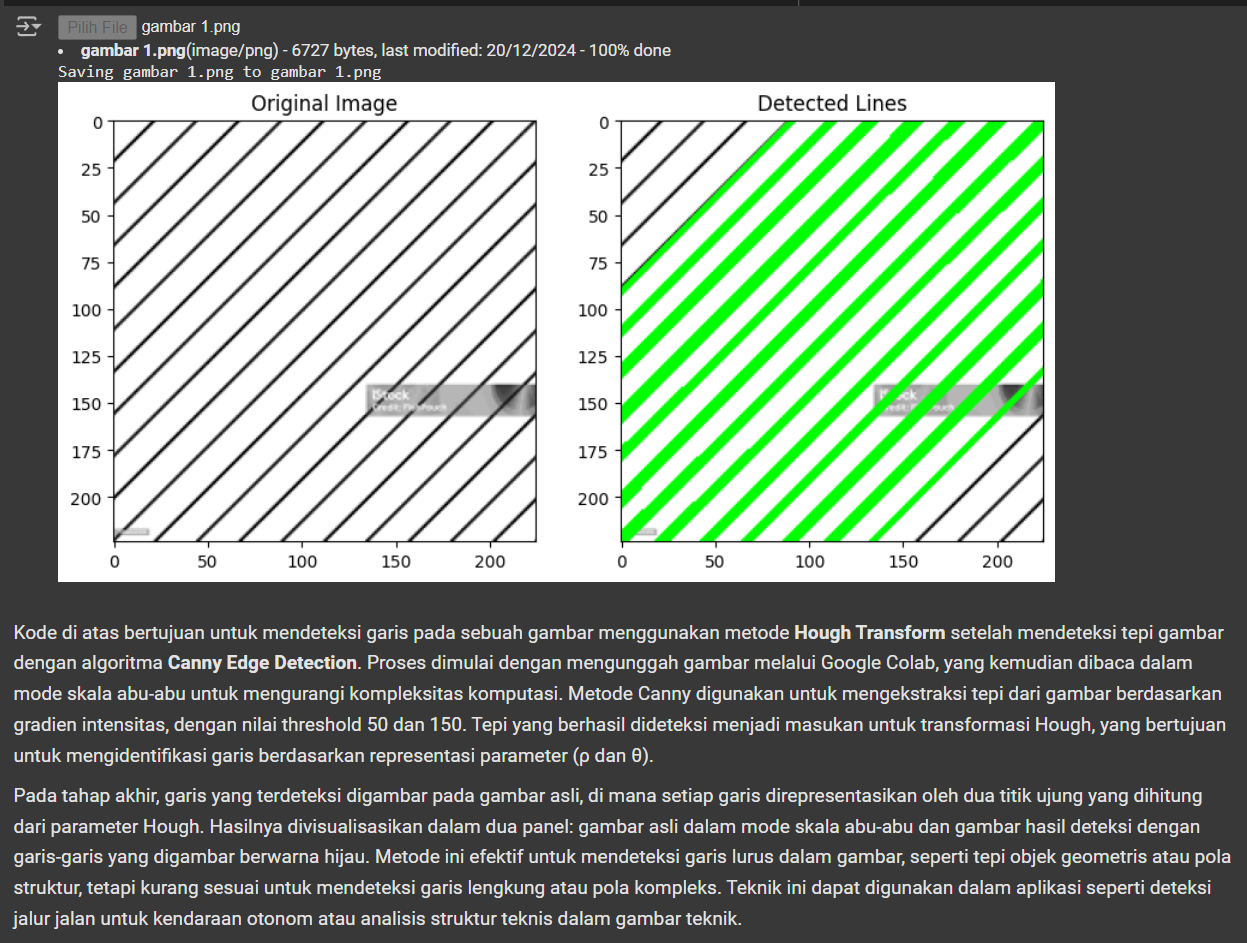 Pilih File gambar 1.png
• gambar 1.png(image/png) - 6727 bytes, last modified: 20/12/2024 - 100% done
Saving gambar 1.png to gambar 1.png
Original Image
0
25
50
75
100
125
150
175
200
0 50 100 150 200
iStock
Credit:
Detected Lines
0
25
50
75
100
125
150
175
200
0 50 100 150 200
Kode di atas bertujuan untuk mendeteksi garis pada sebuah gambar menggunakan metode Hough Transform setelah mendeteksi tepi gambar
dengan algoritma Canny Edge Detection. Proses dimulai dengan mengunggah gambar melalui Google Colab, yang kemudian dibaca dalam
mode skala abu-abu untuk mengurangi kompleksitas komputasi. Metode Canny digunakan untuk mengekstraksi tepi dari gambar berdasarkan
gradien intensitas, dengan nilai threshold 50 dan 150. Tepi yang berhasil dideteksi menjadi masukan untuk transformasi Hough, yang bertujuan
untuk mengidentifikasi garis berdasarkan representasi parameter (ρ dan θ).
Pada tahap akhir, garis yang terdeteksi digambar pada gambar asli, di mana setiap garis direpresentasikan oleh dua titik ujung yang dihitung
dari parameter Hough. Hasilnya divisualisasikan dalam dua panel: gambar asli dalam mode skala abu-abu dan gambar hasil deteksi dengan
garis-garis yang digambar berwarna hijau. Metode ini efektif untuk mendeteksi garis lurus dalam gambar, seperti tepi objek geometris atau pola
struktur, tetapi kurang sesuai untuk mendeteksi garis lengkung atau pola kompleks. Teknik ini dapat digunakan dalam aplikasi seperti deteksi
jalur jalan untuk kendaraan otonom atau analisis struktur teknis dalam gambar teknik.